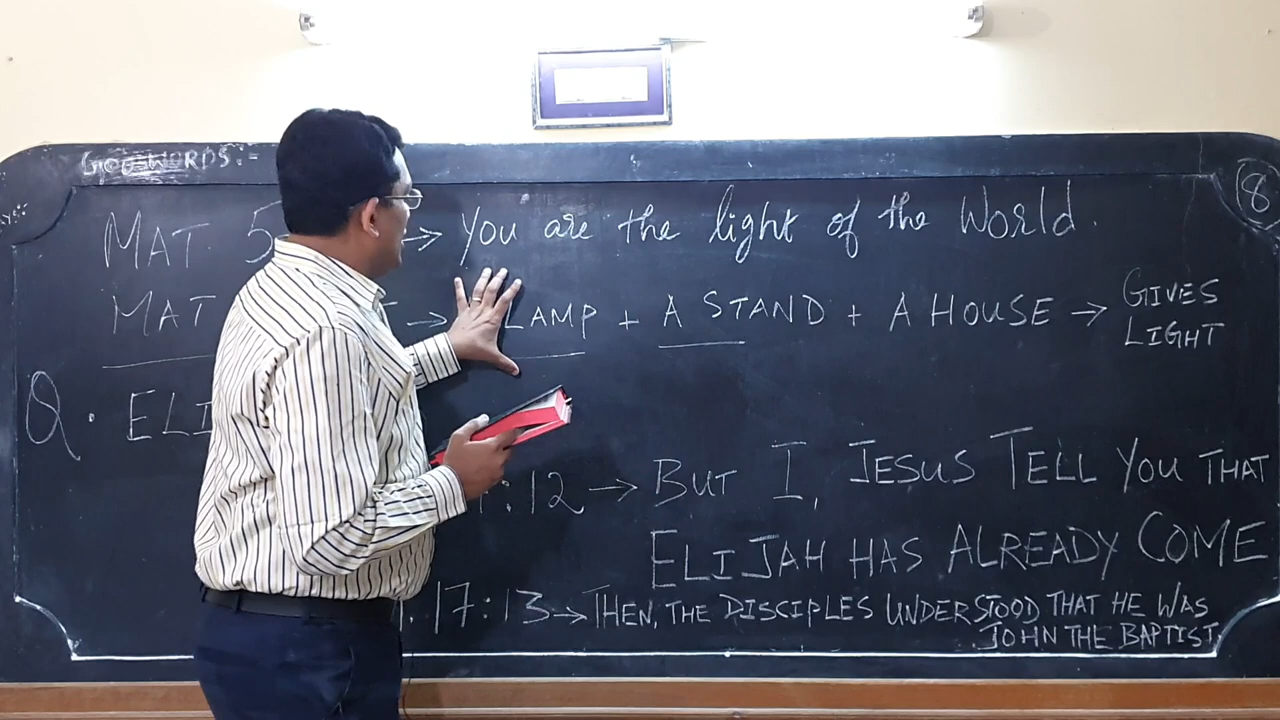 GOD WORDS:-
8
MAT. 5 → you are the light of the World.
MAT → LAMP + A STAND + A HOUSE → GIVES LIGHT
Q. ELI
:12 → BUT I, JESUS TELL YOU THAT
ELIJAH HAS ALREADY COME
17:13 → THEN, THE DISCIPLES UNDERSTOOD THAT HE WAS
JOHN THE BAPTIST.